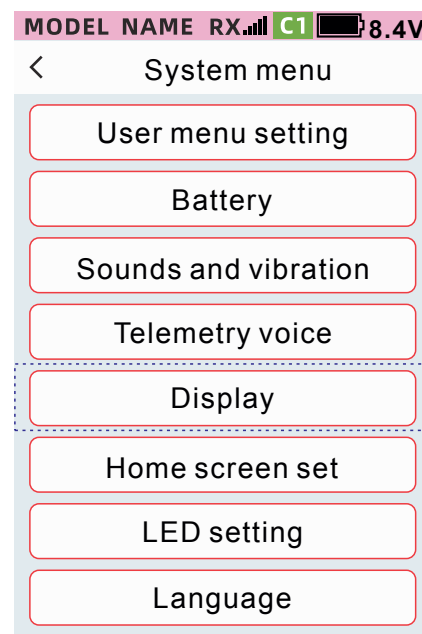 MODEL NAME RX C1 8.4V
< System menu
User menu setting
Battery
Sounds and vibration
Telemetry voice
Display
Home screen set
LED setting
Language